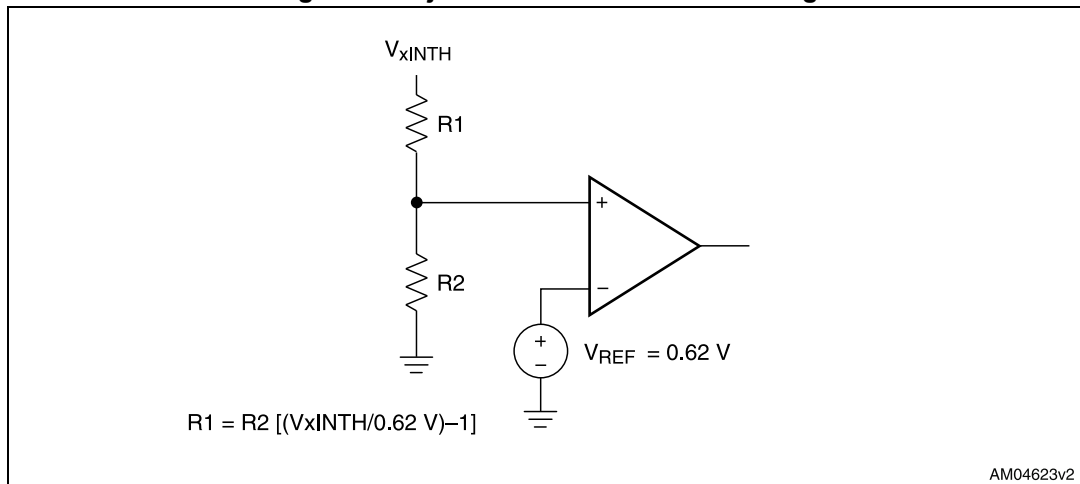 VxINTH
R1
+
R2
–
+
–
VREF = 0.62 V
R1 = R2 [(VxINTH/0.62 V)–1]
AM04623v2